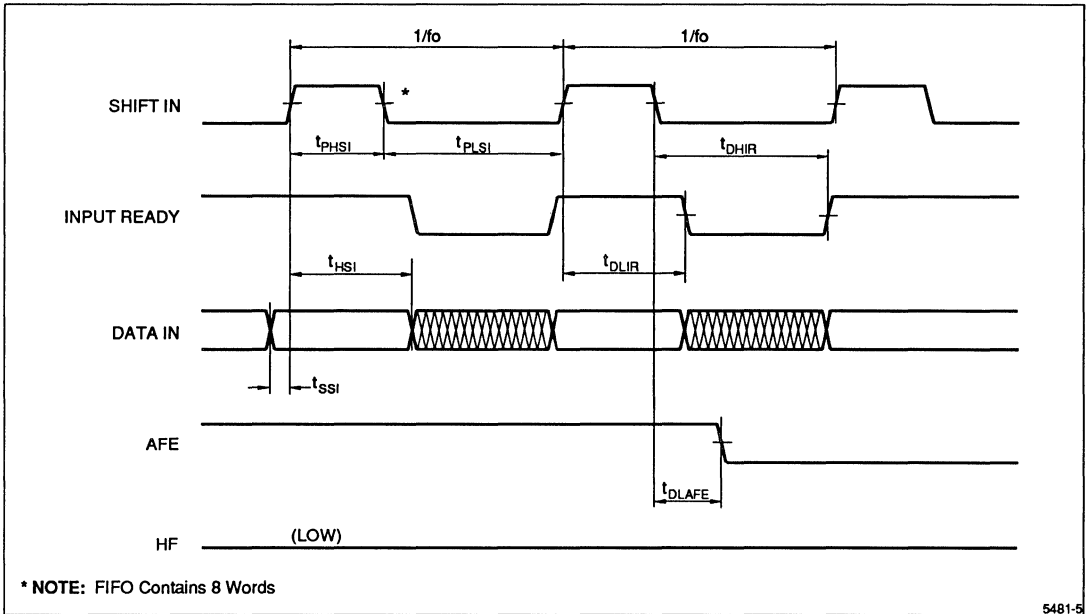 1/fo 1/fo
SHIFT IN *
tPHSI tPLSI tDHIR
INPUT READY
tHSI tDLIR
DATA IN
tSSI
AFE
tDLAFE
HF (LOW)
* NOTE: FIFO Contains 8 Words
5481-5